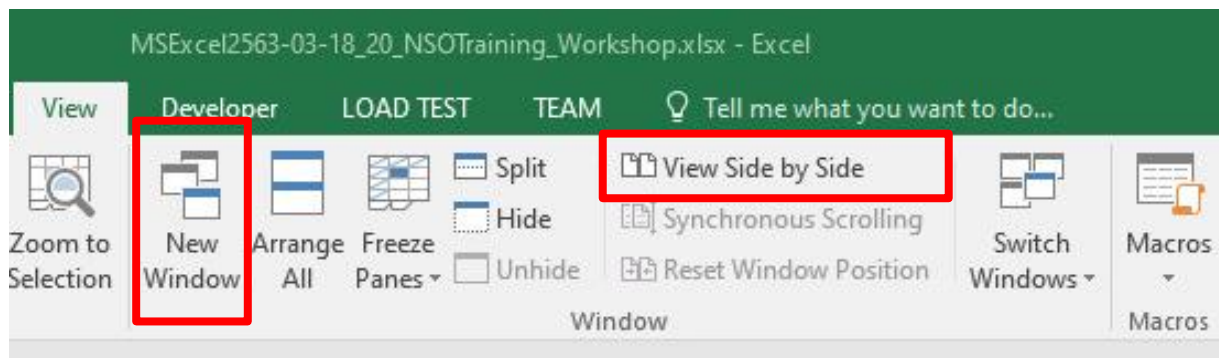 MSExcel2563-03-18_20_NSOTraining_Workshop.xlsx - Excel
View Developer LOAD TEST TEAM Tell me what you want to do...
Zoom to Selection
New Window
Arrange All
Freeze Panes
Split
Hide
Unhide
View Side by Side
Synchronous Scrolling
Reset Window Position
Switch Windows
Macros
Window
Macros